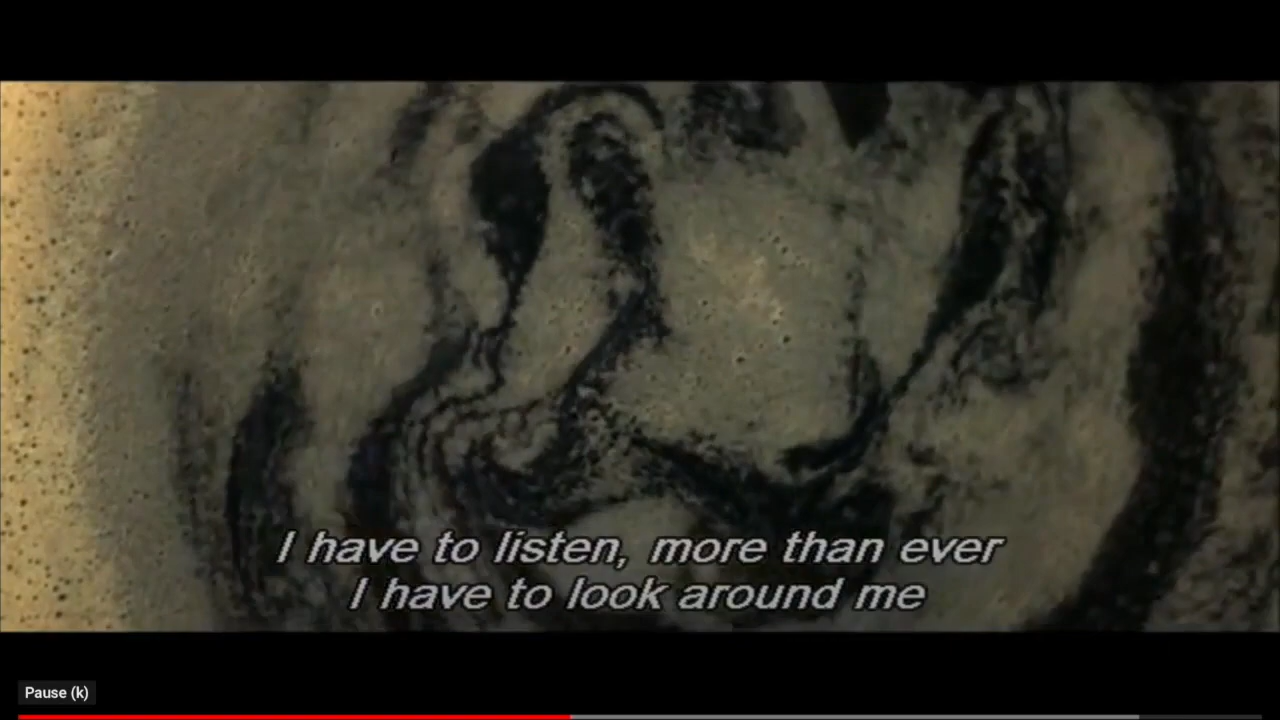 I have to listen, more than ever
I have to look around me
Pause (k)